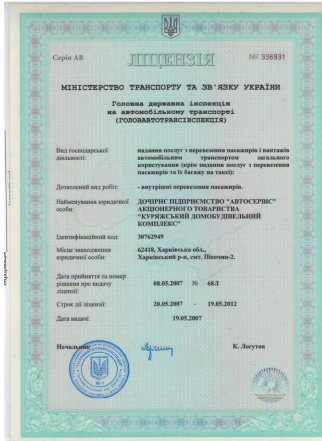 Серія АВ
ЛІЦЕНЗІЯ
№ 336931
МІНІСТЕРСТВО ТРАНСПОРТУ ТА ЗВ'ЯЗКУ УКРАЇНИ
Головна державна інспекція
на автомобільному транспорті
(ГОЛОВАВТОТРАНСІНСПЕКЦІЯ)
Вид господарської діяльності:
надання послуг з перевезення пасажирів і вантажів
автомобільним транспортом загального
користування (крім надання послуг з перевезення
пасажирів та їх багажу на таксі):
Дозволений вид робіт:
- внутрішні перевезення пасажирів.
Найменування юридичної особи:
ДОЧІРНЄ ПІДПРИЄМСТВО "АВТОСЕРВІС"
АКЦІОНЕРНОГО ТОВАРИСТВА
"КУРЯЖСЬКИЙ ДОМОБУДІВЕЛЬНИЙ
КОМПЛЕКС"
Ідентифікаційний код:
30762949
Місце знаходження юридичної особи:
62418, Харківська обл.,
Харківський р-н, смт. Пісочин-2.
Дата прийняття та номер рішення про видачу ліцензії:
08.05.2007 № 68Л
Строк дії ліцензії:
20.05.2007 - 19.05.2012
Дата видачі:
19.05.2007
Начальник
К. Логутов